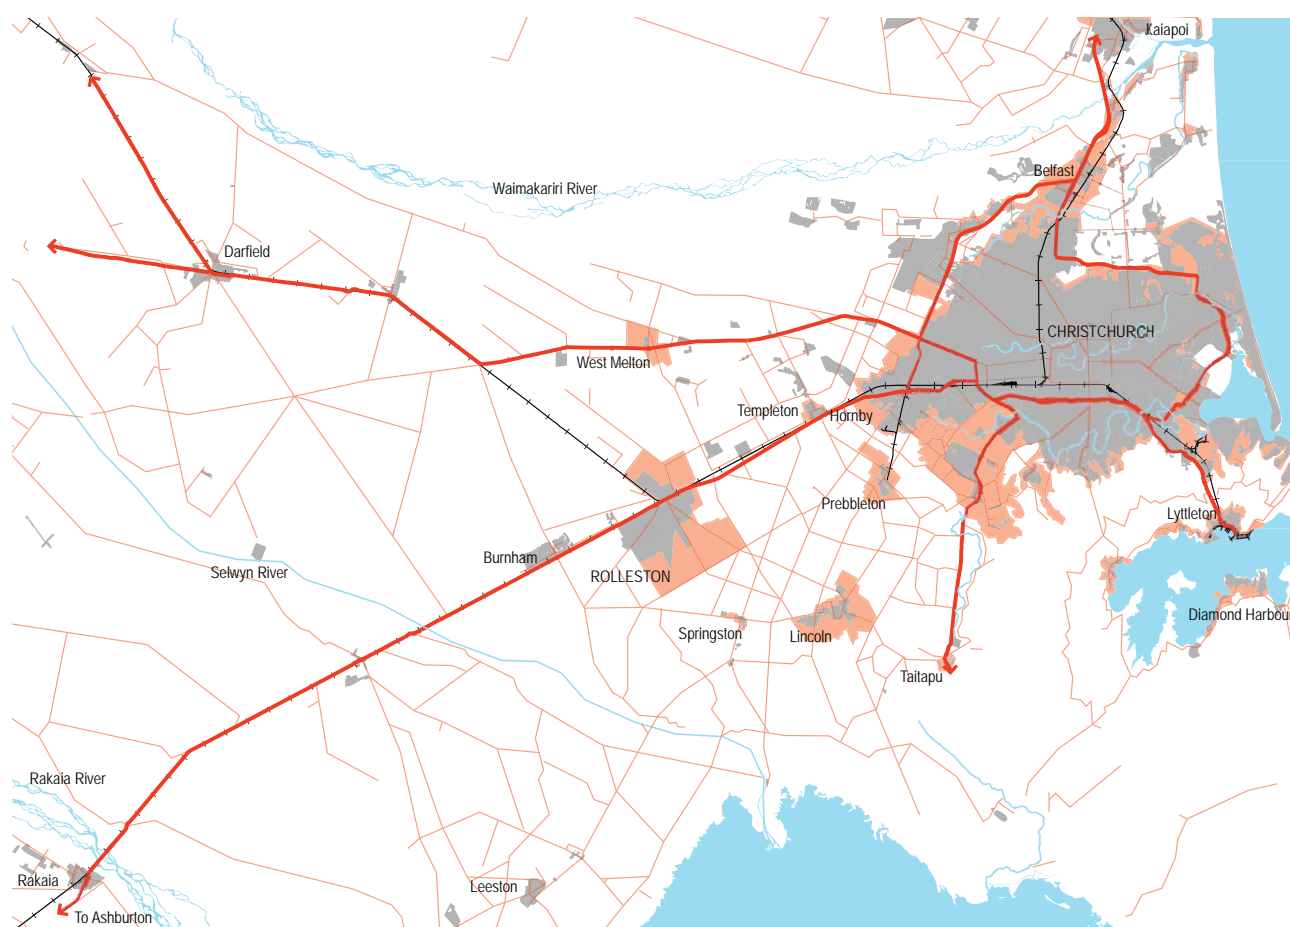 Kaiapoi
Belfast
Waimakariri River
Darfield
CHRISTCHURCH
West Melton
Templeton
Hornby
Prebbleton
Lyttleton
Burnham
Selwyn River
ROLLESTON
Diamond Harbour
Springston
Lincoln
Taitapu
Rakaia River
Rakaia
Leeston
To Ashburton